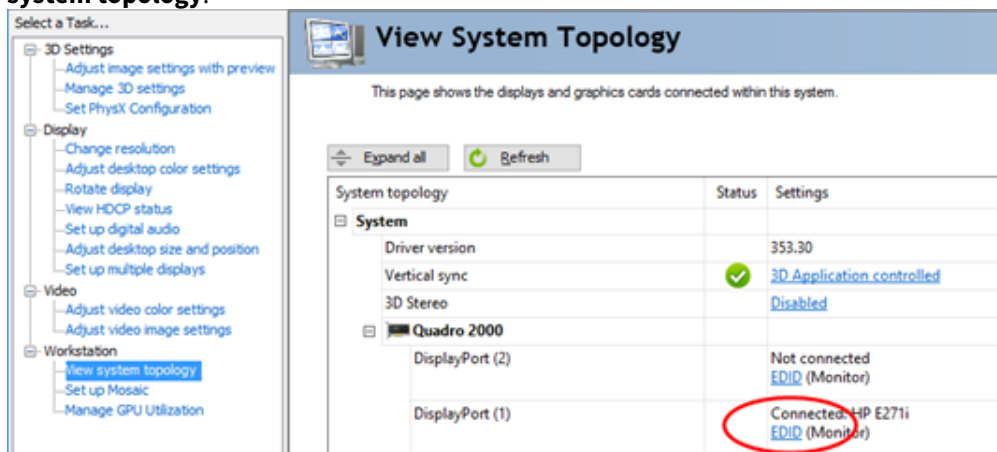 system topology.
Select a Task...
3D Settings
Adjust image settings with preview
Manage 3D settings
Set PhysX Configuration
Display
Change resolution
Adjust desktop color settings
Rotate display
View HDCP status
Set up digital audio
Adjust desktop size and position
Set up multiple displays
Video
Adjust video color settings
Adjust video image settings
Workstation
View system topology
Set up Mosaic
Manage GPU Utilization
View System Topology
This page shows the displays and graphics cards connected within this system.
Expand all Refresh
System topology Status Settings
System
Driver version 353.30
Vertical sync 3D Application controlled
3D Stereo Disabled
Quadro 2000
DisplayPort (2) Not connected
EDID (Monitor)
DisplayPort (1) Connected: HP E271i
EDID (Monitor)